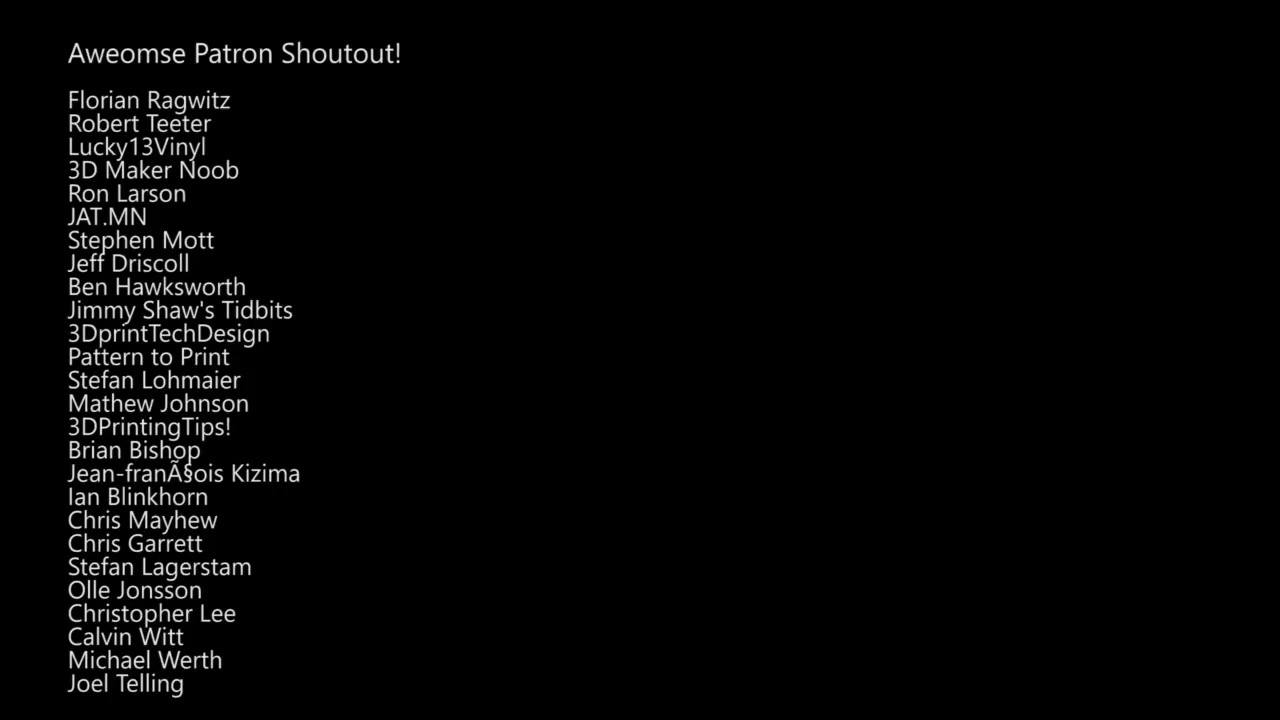 Aweomse Patron Shoutout!
Florian Ragwitz
Robert Teeter
Lucky13Vinyl
3D Maker Noob
Ron Larson
JAT.MN
Stephen Mott
Jeff Driscoll
Ben Hawksworth
Jimmy Shaw's Tidbits
3DprintTechDesign
Pattern to Print
Stefan Lohmaier
Mathew Johnson
3DPrintingTips!
Brian Bishop
Jean-franÃ§ois Kizima
Ian Blinkhorn
Chris Mayhew
Chris Garrett
Stefan Lagerstam
Olle Jonsson
Christopher Lee
Calvin Witt
Michael Werth
Joel Telling